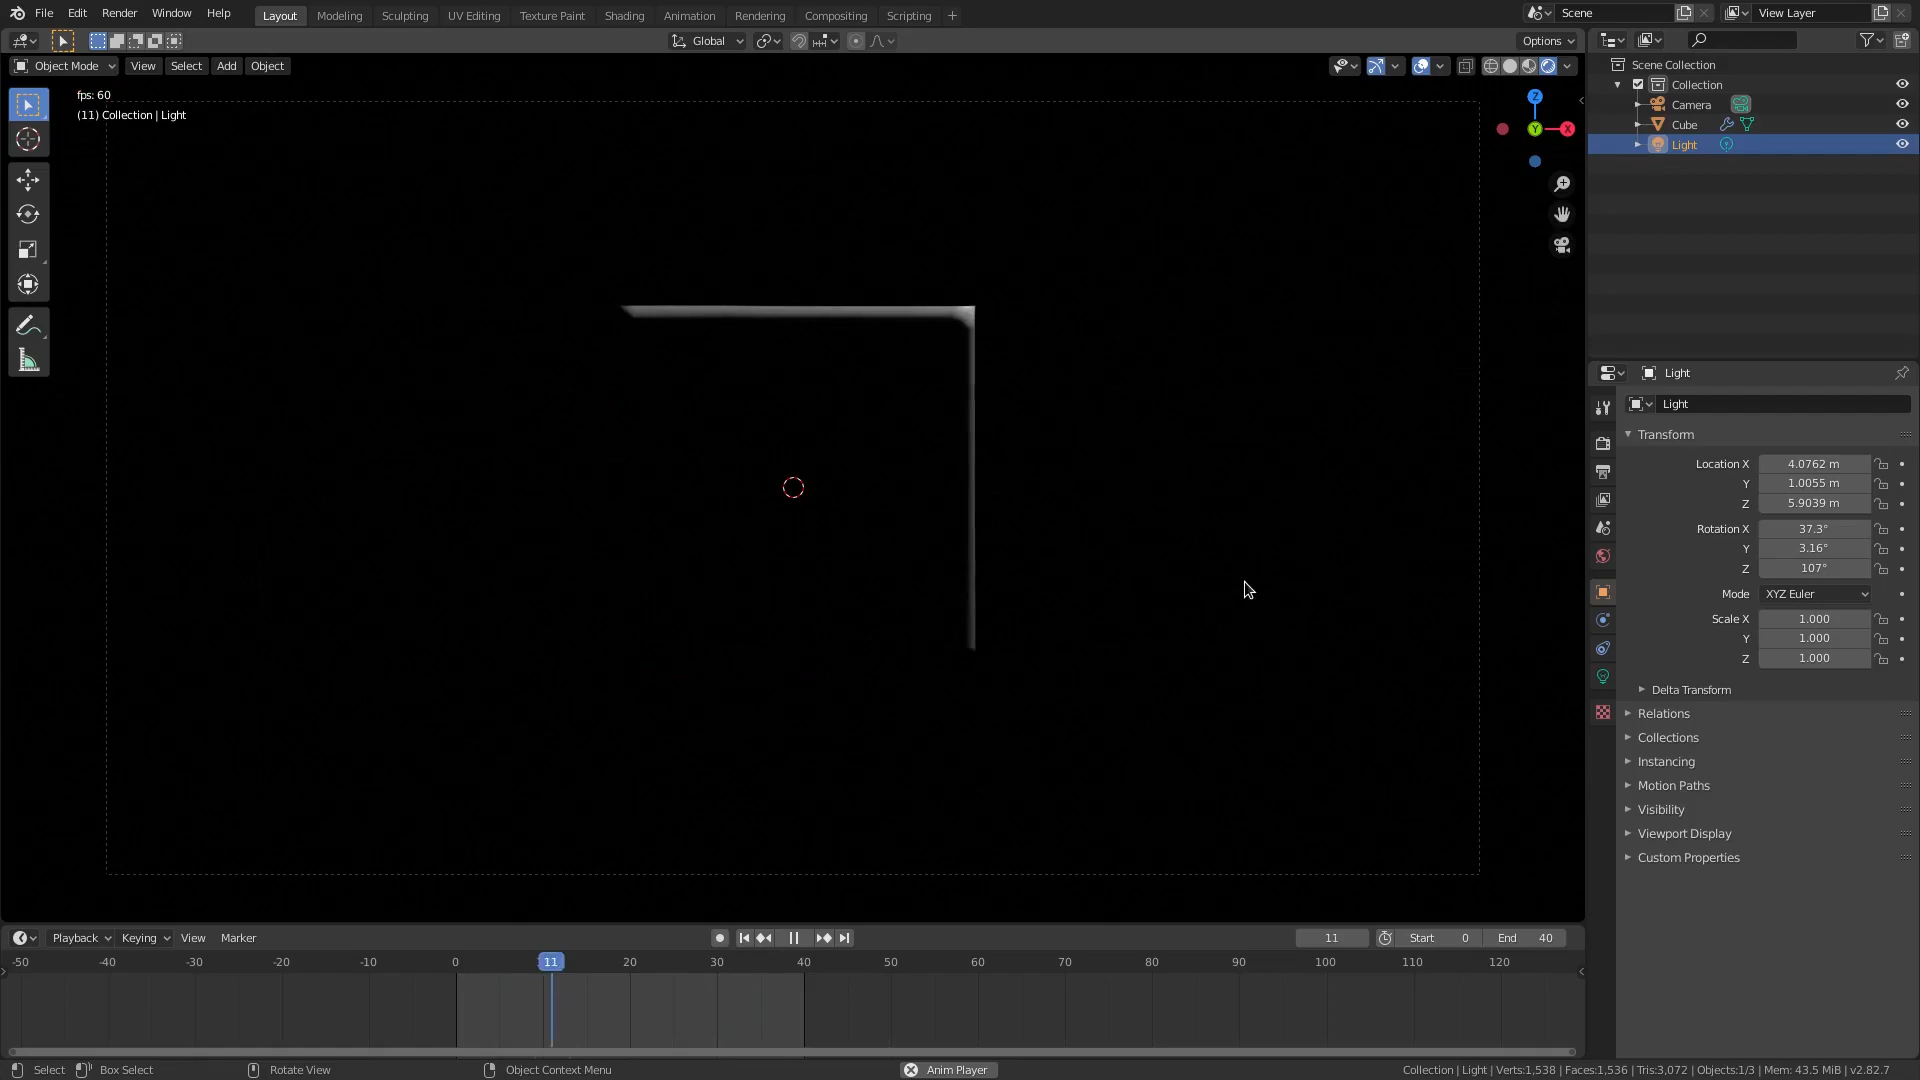 File Edit Render Window Help Layout Modeling Sculpting UV Editing Texture Paint Shading Animation Rendering Compositing Scripting + Scene View Layer
Global Options
Object Mode View Select Add Object
fps: 60
(11) Collection | Light
Z
Y X
Scene Collection
Collection
Camera
Cube
Light
Light
Light
Transform
Location X 4.0762 m
Y 1.0055 m
Z 5.9039 m
Rotation X 37.3°
Y 3.16°
Z 107°
Mode XYZ Euler
Scale X 1.000
Y 1.000
Z 1.000
Delta Transform
Relations
Collections
Instancing
Motion Paths
Visibility
Viewport Display
Custom Properties
Playback Keying View Marker 11 Start 0 End 40
-50 -40 -30 -20 -10 0 11 20 30 40 50 60 70 80 90 100 110 120
Select Box Select Rotate View Object Context Menu Anim Player Collection | Light | Verts:1,538 | Faces:1,536 | Tris:3,072 | Objects:1/3 | Mem: 43.5 MiB | v2.82.7